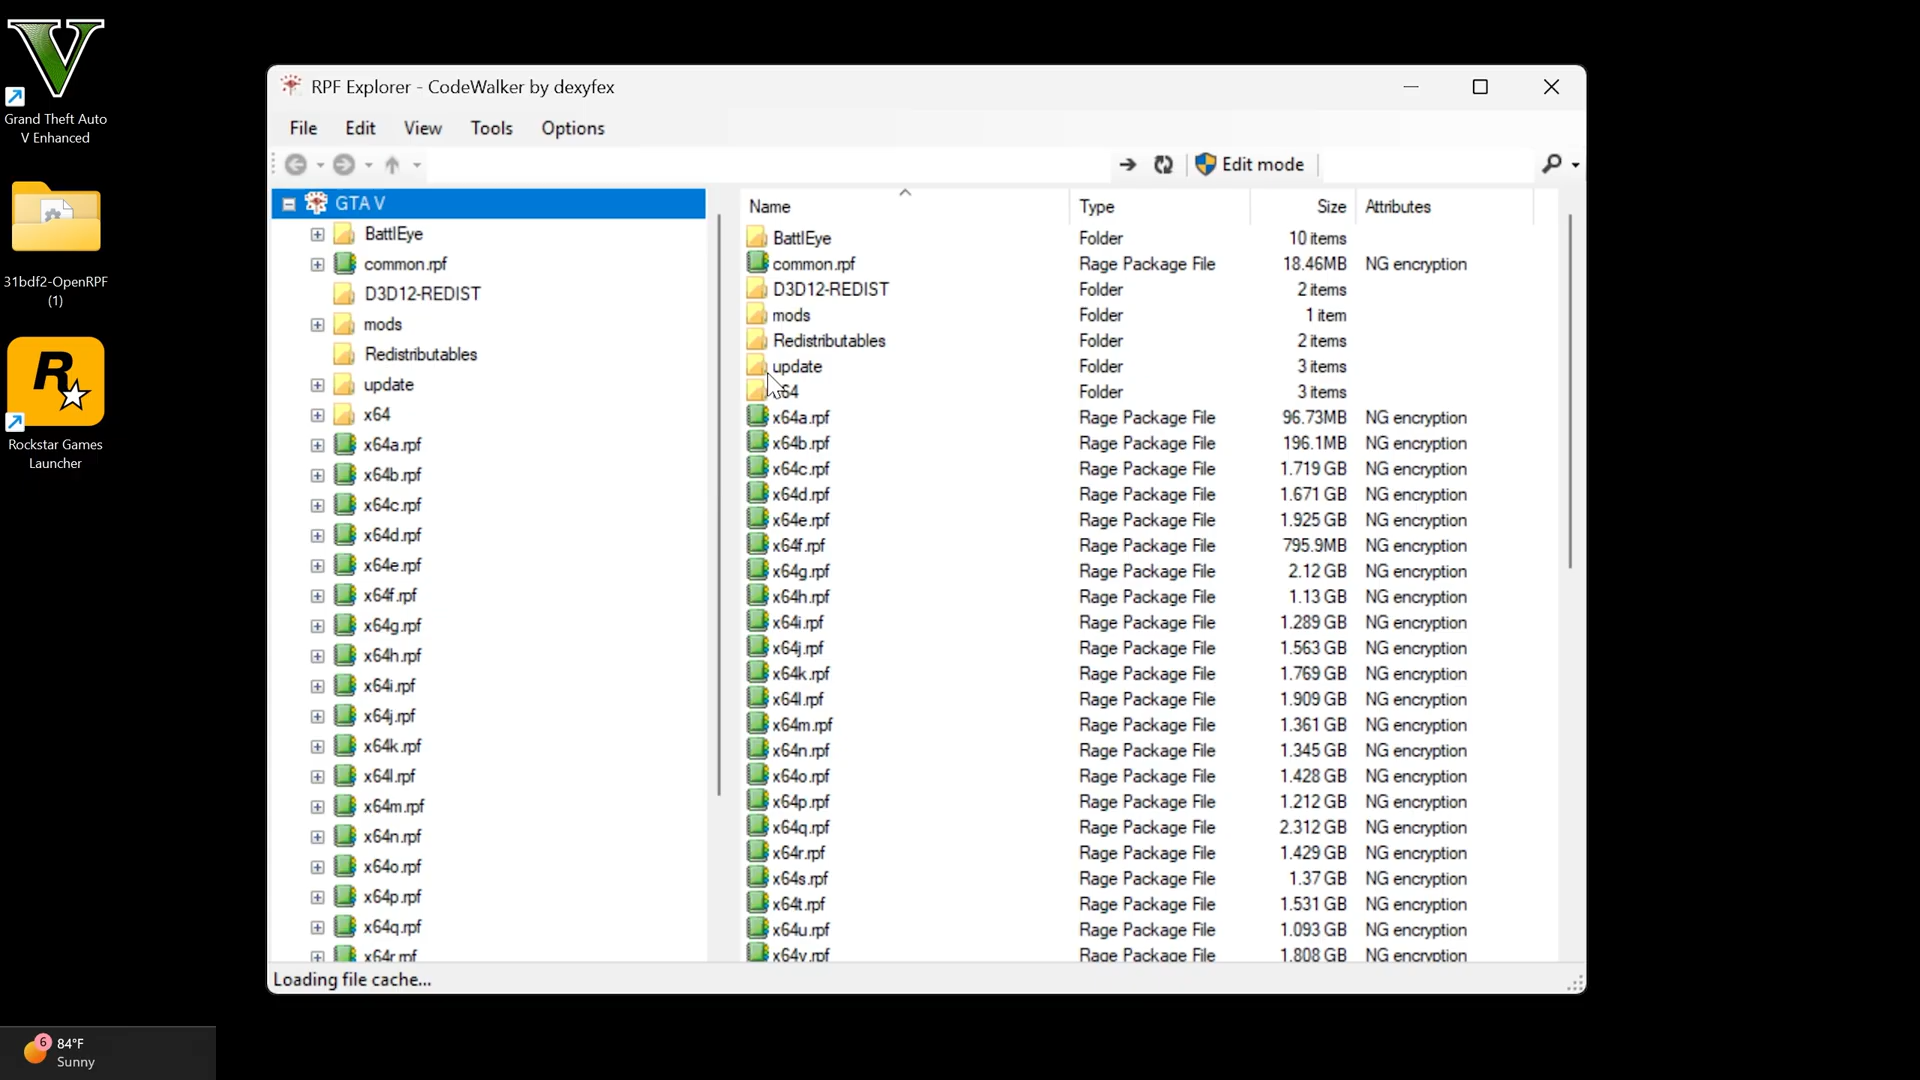 Grand Theft Auto
V Enhanced
31bdf2-OpenRPF
(1)
R
Rockstar Games
Launcher
RPF Explorer - CodeWalker by dexyfex
File Edit View Tools Options
Edit mode
GTA V
BattlEye
common.rpf
D3D12-REDIST
mods
Redistributables
update
x64
x64a.rpf
x64b.rpf
x64c.rpf
x64d.rpf
x64e.rpf
x64f.rpf
x64g.rpf
x64h.rpf
x64i.rpf
x64j.rpf
x64k.rpf
x64l.rpf
x64m.rpf
x64n.rpf
x64o.rpf
x64p.rpf
x64q.rpf
x64r.rpf
Name Type Size Attributes
BattlEye Folder 10 items
common.rpf Rage Package File 18.46MB NG encryption
D3D12-REDIST Folder 2 items
mods Folder 1 item
Redistributables Folder 2 items
update Folder 3 items
x64 Folder 3 items
x64a.rpf Rage Package File 96.73MB NG encryption
x64b.rpf Rage Package File 196.1MB NG encryption
x64c.rpf Rage Package File 1.719 GB NG encryption
x64d.rpf Rage Package File 1.671 GB NG encryption
x64e.rpf Rage Package File 1.925 GB NG encryption
x64f.rpf Rage Package File 795.9MB NG encryption
x64g.rpf Rage Package File 2.12 GB NG encryption
x64h.rpf Rage Package File 1.13 GB NG encryption
x64i.rpf Rage Package File 1.289 GB NG encryption
x64j.rpf Rage Package File 1.563 GB NG encryption
x64k.rpf Rage Package File 1.769 GB NG encryption
x64l.rpf Rage Package File 1.909 GB NG encryption
x64m.rpf Rage Package File 1.361 GB NG encryption
x64n.rpf Rage Package File 1.345 GB NG encryption
x64o.rpf Rage Package File 1.428 GB NG encryption
x64p.rpf Rage Package File 1.212 GB NG encryption
x64q.rpf Rage Package File 2.312 GB NG encryption
x64r.rpf Rage Package File 1.429 GB NG encryption
x64s.rpf Rage Package File 1.37 GB NG encryption
x64t.rpf Rage Package File 1.531 GB NG encryption
x64u.rpf Rage Package File 1.093 GB NG encryption
x64v.rpf Rage Package File 1.808 GB NG encryption
Loading file cache...
6
84°F
Sunny